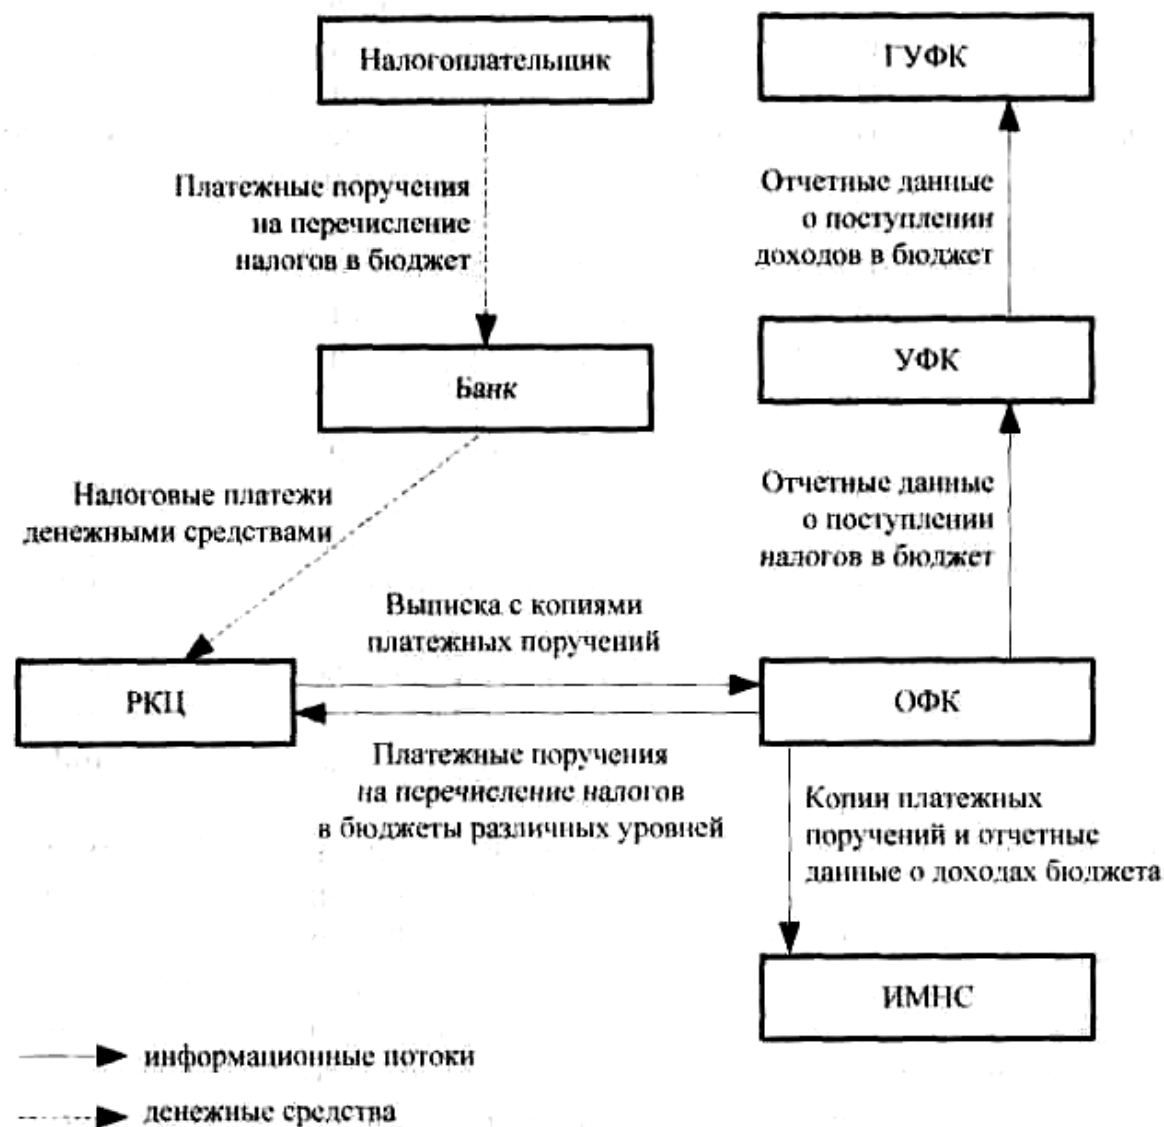 Налогоплательщик
ГУФК
Платежные поручения
на перечисление
налогов в бюджет
Отчетные данные
о поступлении
доходов в бюджет
Банк
УФК
Налоговые платежи
денежными средствами
Отчетные данные
о поступлении
налогов в бюджет
Выписка с копиями
платежных поручений
РКЦ
ОФК
Платежные поручения
на перечисление налогов
в бюджеты различных уровней
Копии платежных
поручений и отчетные
данные о доходах бюджета
ИМНС
информационные потоки
денежные средства